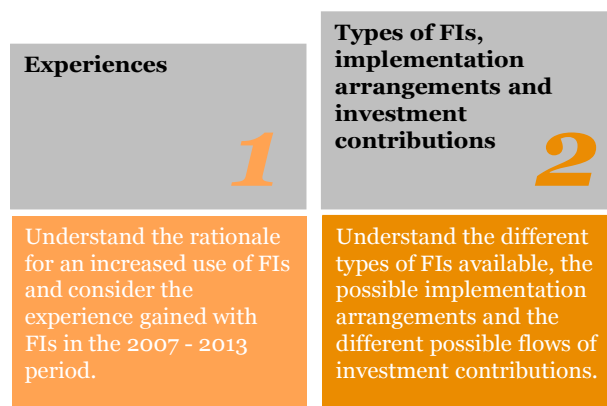 Experiences
1
Understand the rationale
for an increased use of FIs
and consider the
experience gained with
FIs in the 2007 - 2013
period.
Types of FIs,
implementation
arrangements and
investment
contributions
2
Understand the different
types of FIs available, the
possible implementation
arrangements and the
different possible flows of
investment contributions.